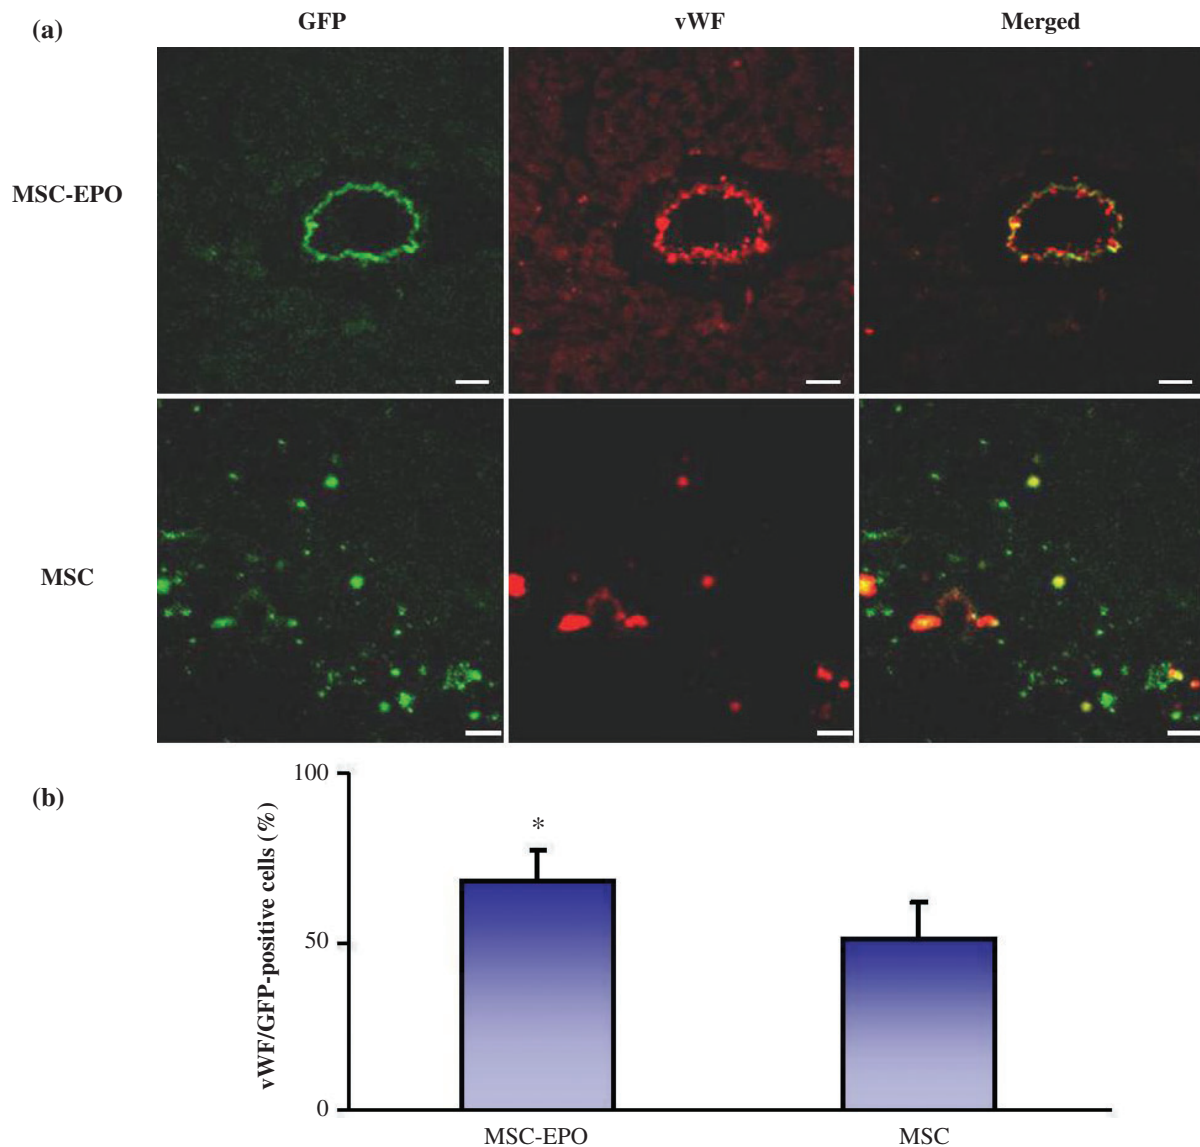 (a)
GFP vWF Merged
MSC-EPO
MSC
(b)
vWF/GFP-positive cells (%)
100
*
50
0
MSC-EPO MSC